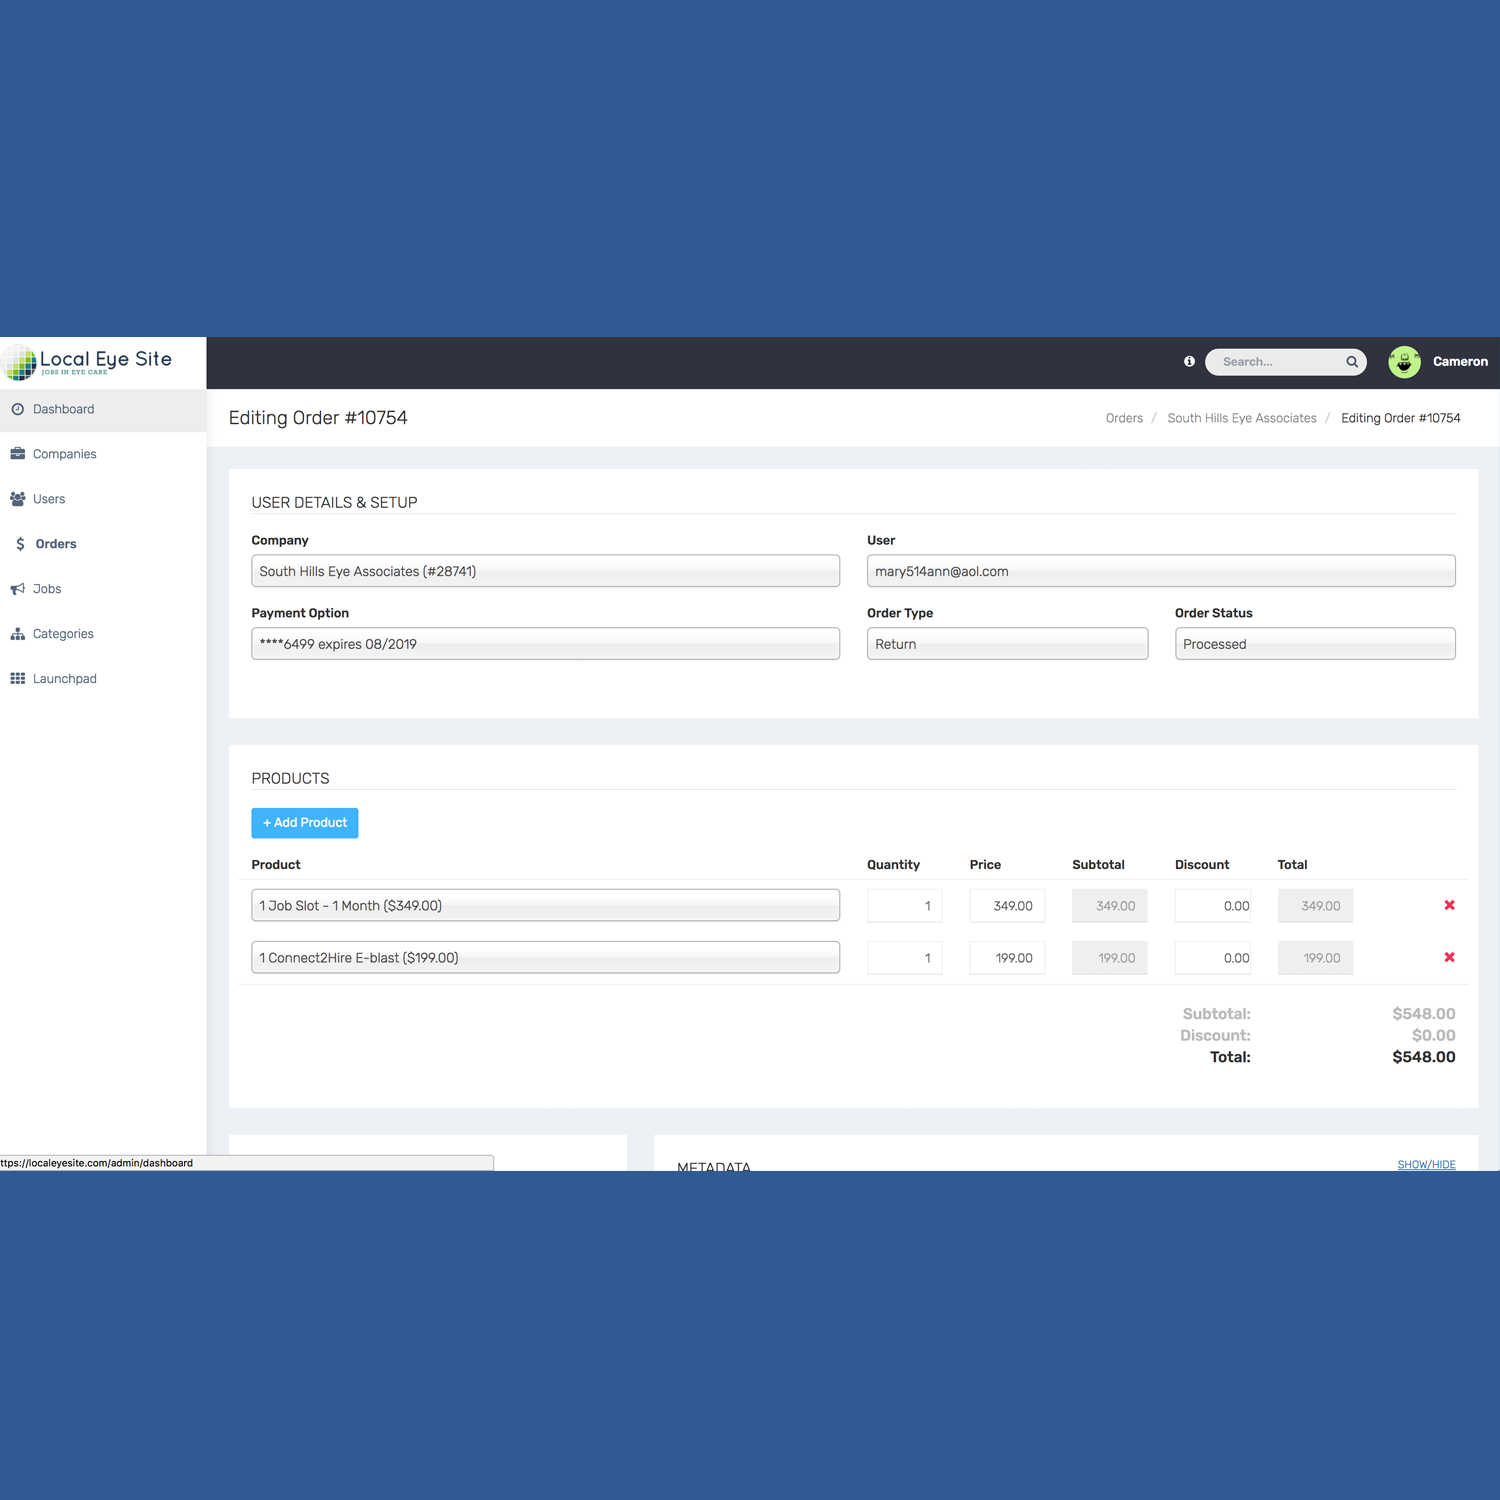 Local Eye Site
JOBS IN EYE CARE
Search...
Cameron
Dashboard
Companies
Users
$ Orders
Jobs
Categories
Launchpad
Editing Order #10754
Orders / South Hills Eye Associates / Editing Order #10754
USER DETAILS & SETUP
Company User
South Hills Eye Associates (#28741) mary514ann@aol.com
Payment Option Order Type Order Status
****6499 expires 08/2019 Return Processed
PRODUCTS
+ Add Product
Product Quantity Price Subtotal Discount Total
1 Job Slot - 1 Month ($349.00) 1 349.00 349.00 0.00 349.00
1 Connect2Hire E-blast ($199.00) 1 199.00 199.00 0.00 199.00
Subtotal: $548.00
Discount: $0.00
Total: $548.00
METADATA SHOW/HIDE
ttps://localeyesite.com/admin/dashboard